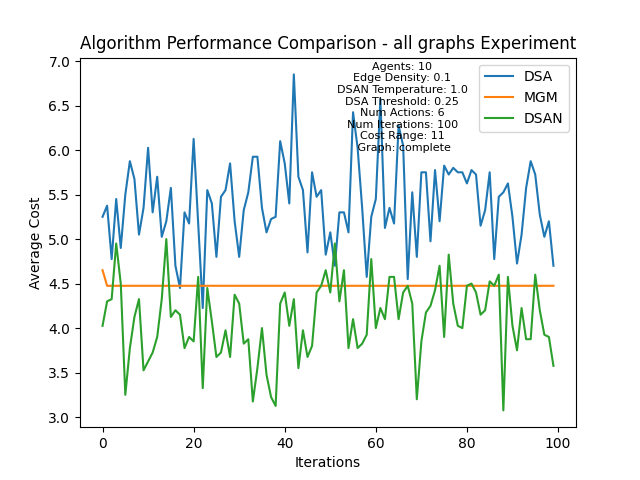 Algorithm Performance Comparison - all graphs Experiment
Agents: 10
Edge Density: 0.1
DSAN Temperature: 1.0
DSA Threshold: 0.25
Num Actions: 6
Num Iterations: 100
Cost Range: 11
Graph: complete
DSA
MGM
DSAN
7.0
6.5
6.0
5.5
5.0
4.5
4.0
3.5
3.0
Average Cost
0 20 40 60 80 100
Iterations